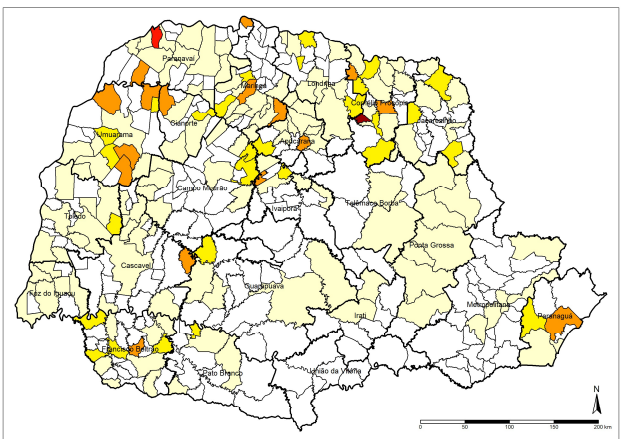 Paranavaí
Maringá
Londrina
Cornélio Procópio
Jacarezinho
Cianorte
Umuarama
Apucarana
Campo Mourão
Ivaiporã
Telêmaco Borba
Toledo
Ponta Grossa
Cascavel
Foz do Iguaçu
Guarapuava
Metropolitana
Irati
Paranaguá
Francisco Beltrão
Pato Branco
União da Vitória
N
0 50 100 150 200 km